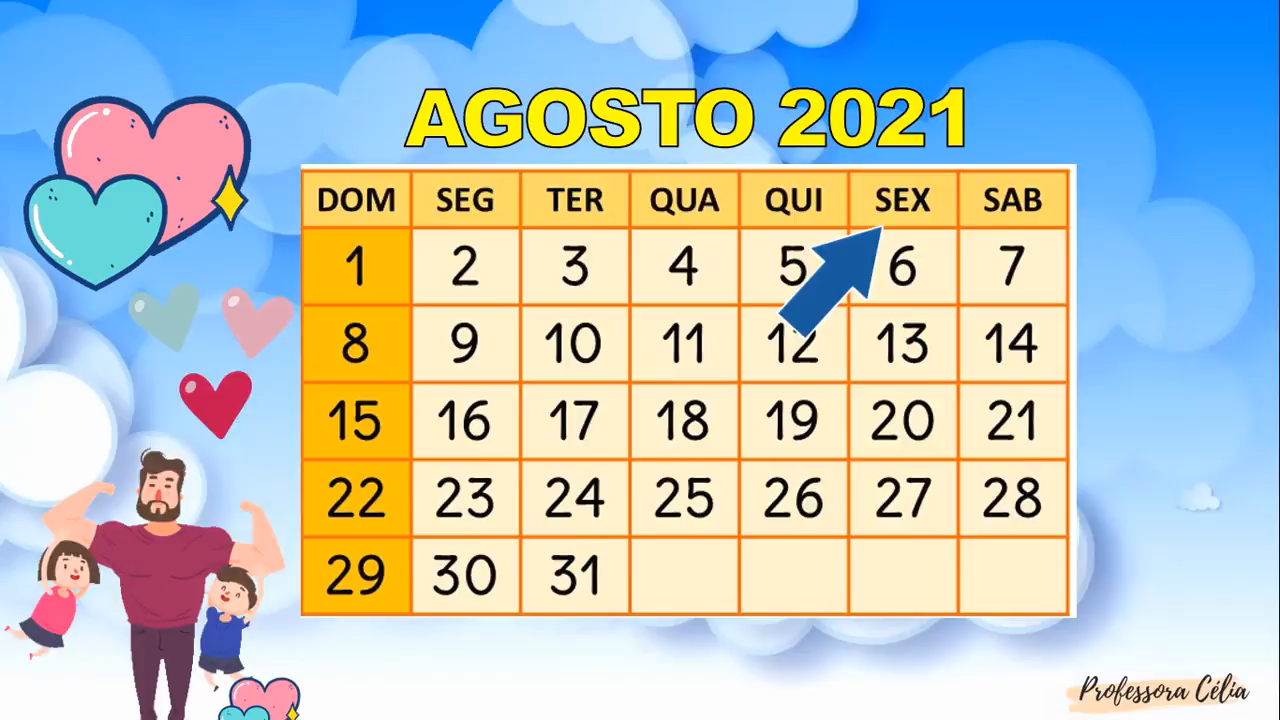 AGOSTO 2021
DOM SEG TER QUA QUI SEX SAB
1 2 3 4 5 6 7
8 9 10 11 12 13 14
15 16 17 18 19 20 21
22 23 24 25 26 27 28
29 30 31
Professora Célia